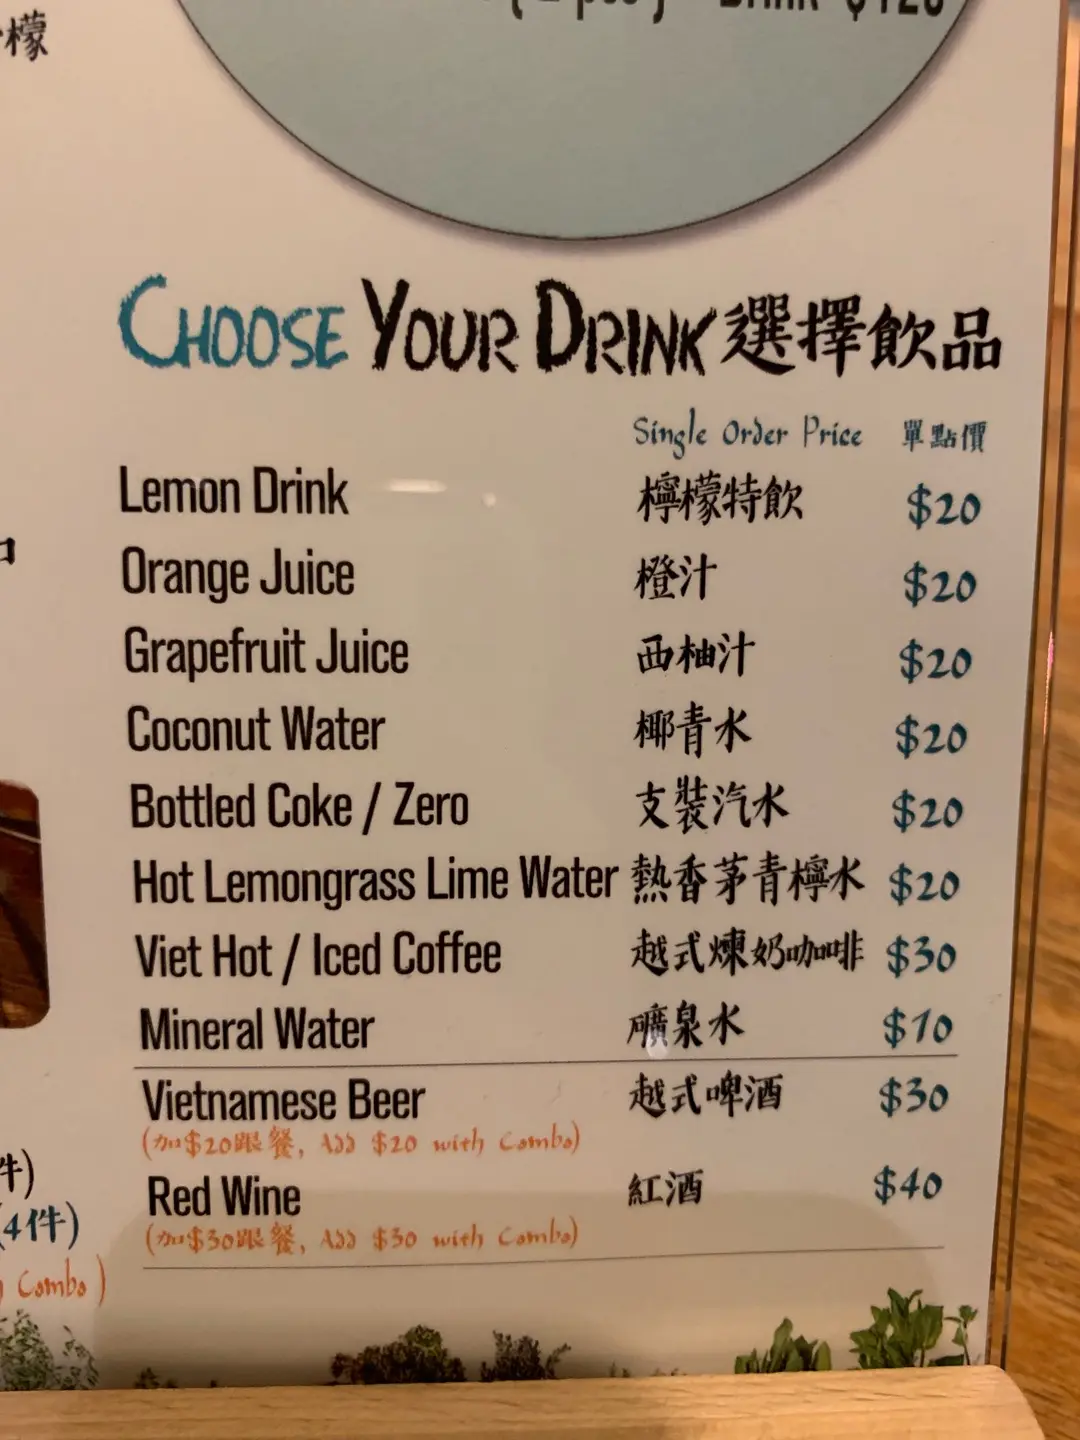 檬
CHOOSE YOUR DRINK 選擇飲品
Single Order Price 單點價
Lemon Drink 檸檬特飲 $20
Orange Juice 橙汁 $20
Grapefruit Juice 西柚汁 $20
Coconut Water 椰青水 $20
Bottled Coke / Zero 支裝汽水 $20
Hot Lemongrass Lime Water 熱香茅青檸水 $20
Viet Hot / Iced Coffee 越式煉奶咖啡 $30
Mineral Water 礦泉水 $10
Vietnamese Beer 越式啤酒 $30
(加$20跟餐, Add $20 with Combo)
Red Wine 紅酒 $40
(加$30跟餐, Add $30 with Combo)
件)
(4件)
Combo)